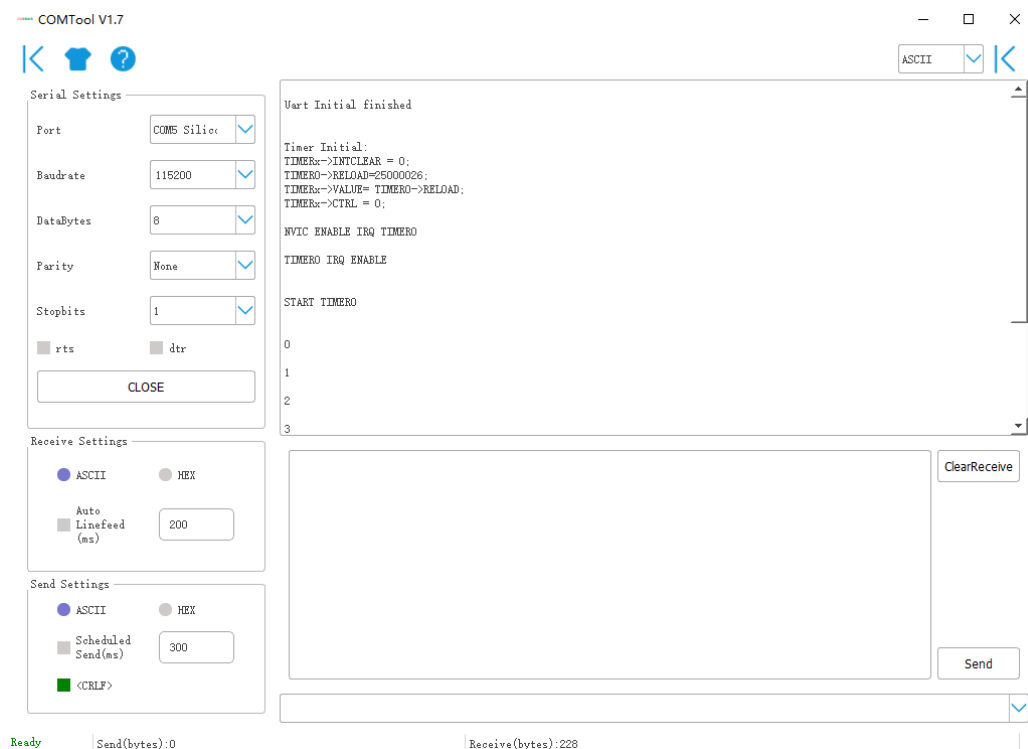 COMTool V1.7
ASCII
Serial Settings
Port COM5 Silic
Baudrate 115200
DataBytes 8
Parity None
Stopbits 1
rts dtr
CLOSE
Receive Settings
ASCII HEX
Auto
Linefeed
(ms)
200
Send Settings
ASCII HEX
Scheduled
Send(ms)
300
<CRLF>
Uart Initial finished
Timer Initial:
TIMERx->INTCLEAR = 0;
TIMER0->RELOAD=25000026;
TIMERx->VALUE= TIMER0->RELOAD;
TIMERx->CTRL = 0;
NVIC ENABLE IRQ TIMER0
TIMER0 IRQ ENABLE
START TIMER0
0
1
2
3
ClearReceive
Send
Ready Send(bytes):0 Receive(bytes):228